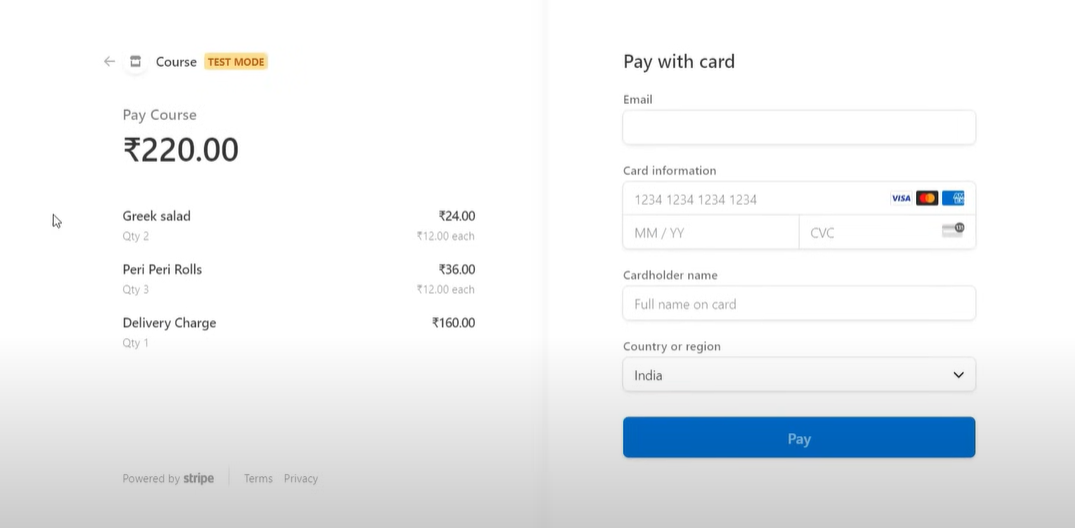 Course TEST MODE
Pay Course
₹220.00
Greek salad ₹24.00
Qty 2 ₹12.00 each
Peri Peri Rolls ₹36.00
Qty 3 ₹12.00 each
Delivery Charge ₹160.00
Qty 1
Powered by stripe Terms Privacy
Pay with card
Email
Card information
1234 1234 1234 1234 VISA
MM / YY CVC
Cardholder name
Full name on card
Country or region
India
Pay